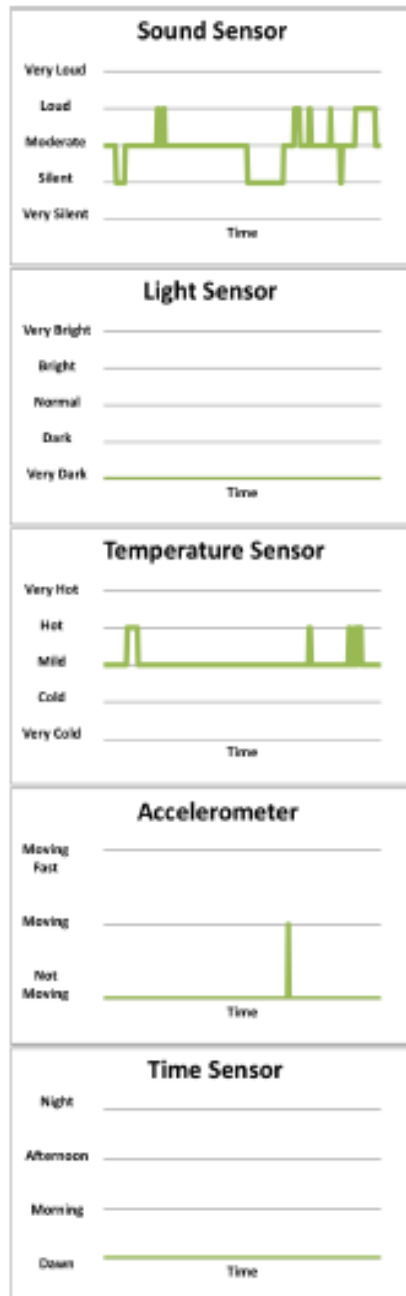 Sound Sensor
Very Loud
Loud
Moderate
Silent
Very Silent
Time
Light Sensor
Very Bright
Bright
Normal
Dark
Very Dark
Time
Temperature Sensor
Very Hot
Hot
Mild
Cold
Very Cold
Time
Accelerometer
Moving
Fast
Moving
Not
Moving
Time
Time Sensor
Night
Afternoon
Morning
Dawn
Time